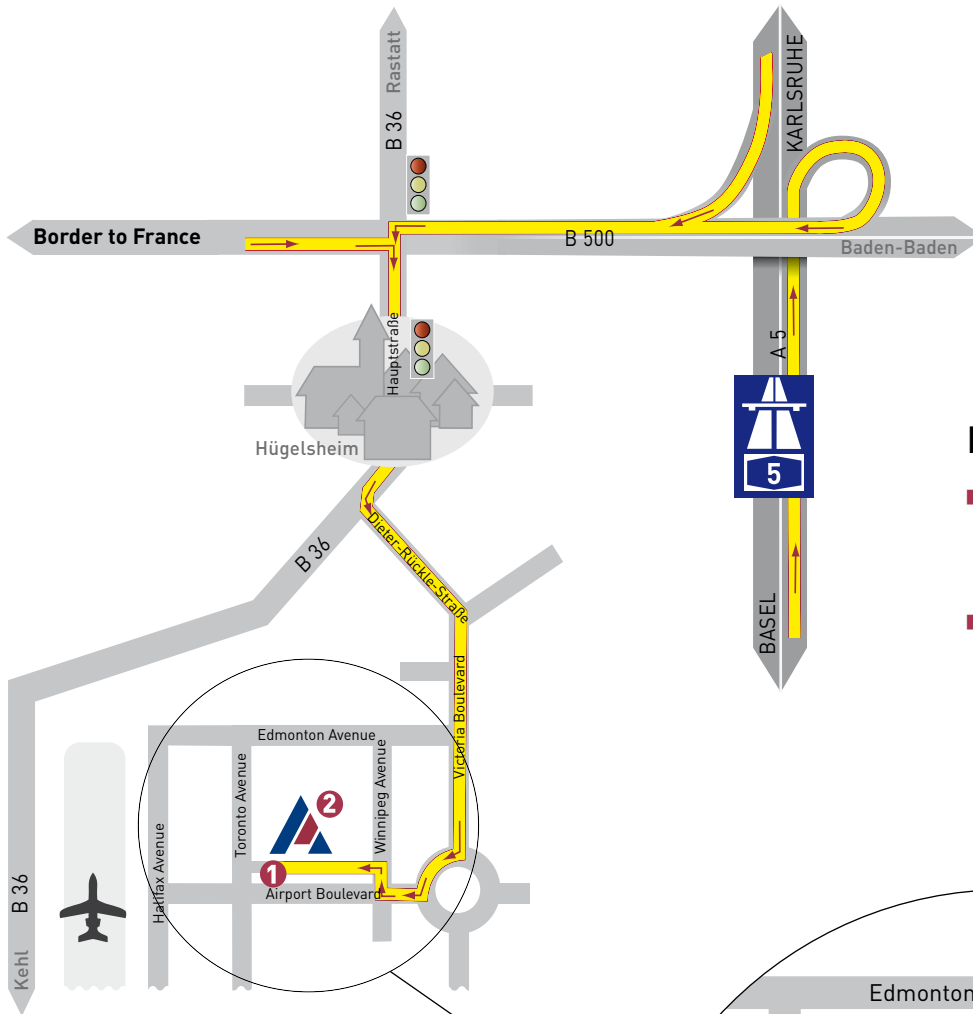 Rastatt
B 36
KARLSRUHE
Border to France
B 500
Baden-Baden
Hauptstraße
A 5
5
Hügelsheim
B 36
Dieter-Rückle-Straße
BASEL
Victoria Boulevard
Edmonton Avenue
Toronto Avenue
Winnipeg Avenue
Halifax Avenue
2
1
Airport Boulevard
B 36
Kehl
Edmonton